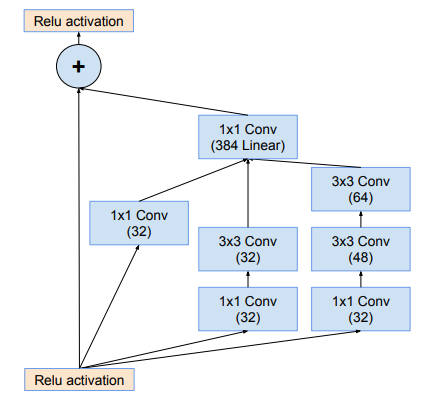 Relu activation
+
1x1 Conv
(384 Linear)
3x3 Conv
(64)
1x1 Conv
(32)
3x3 Conv
(32)
3x3 Conv
(48)
1x1 Conv
(32)
1x1 Conv
(32)
Relu activation